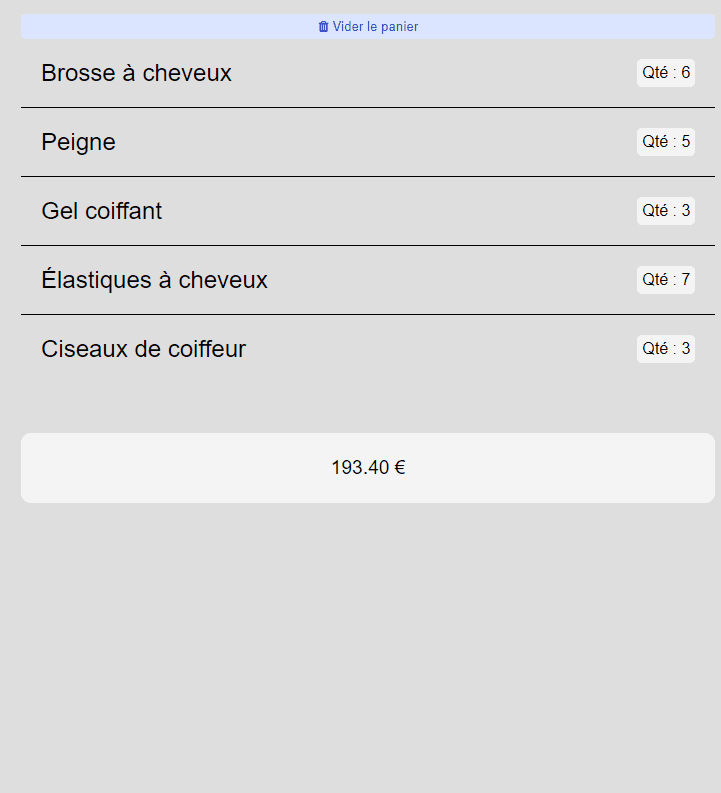 Vider le panier
Brosse à cheveux Qté : 6
Peigne Qté : 5
Gel coiffant Qté : 3
Élastiques à cheveux Qté : 7
Ciseaux de coiffeur Qté : 3
193.40 €